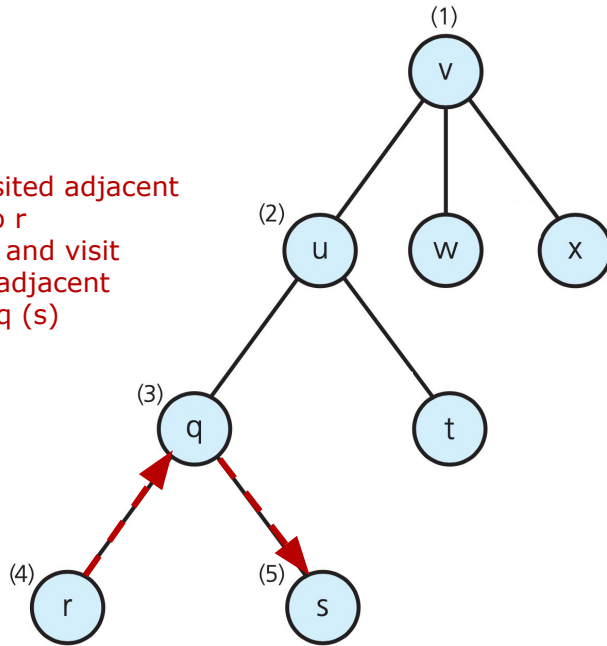 (1)
v
sited adjacent
r
and visit
adjacent
q (s)
(2)
u
w
x
(3)
q
t
(4)
r
(5)
s